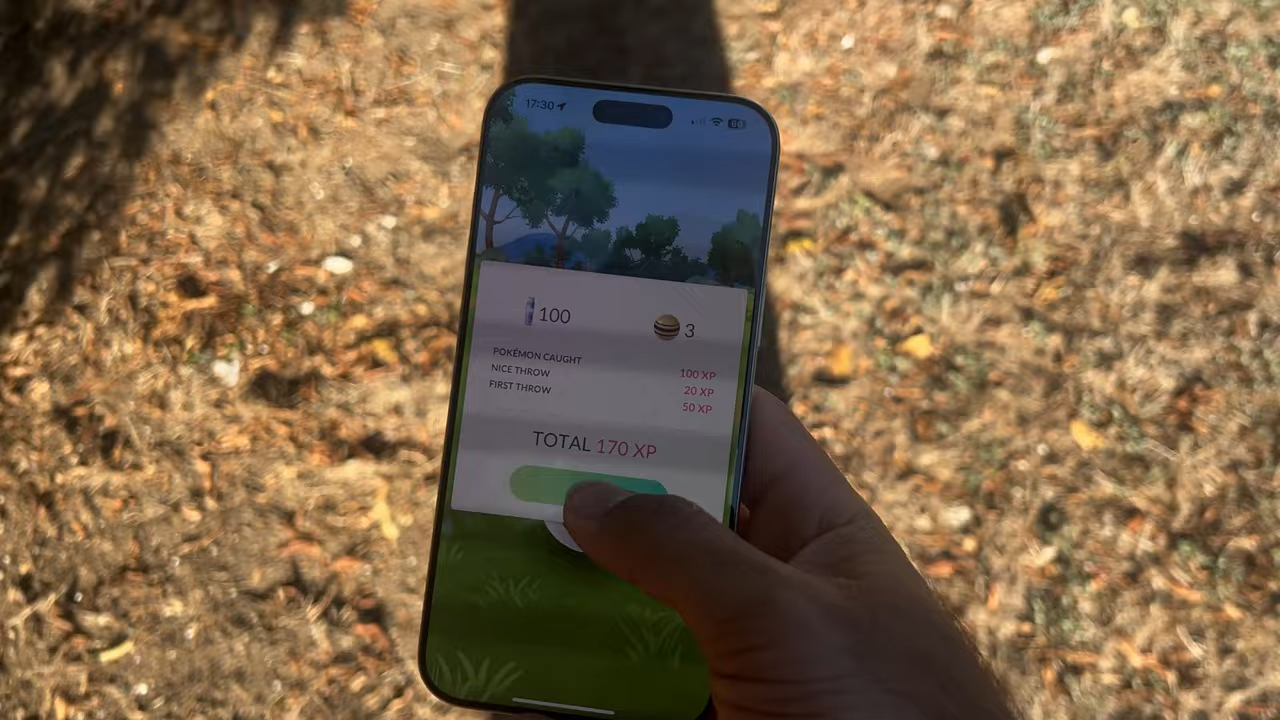 17:30
60
100
3
POKÉMON CAUGHT
100 XP
NICE THROW
20 XP
FIRST THROW
50 XP
TOTAL 170 XP